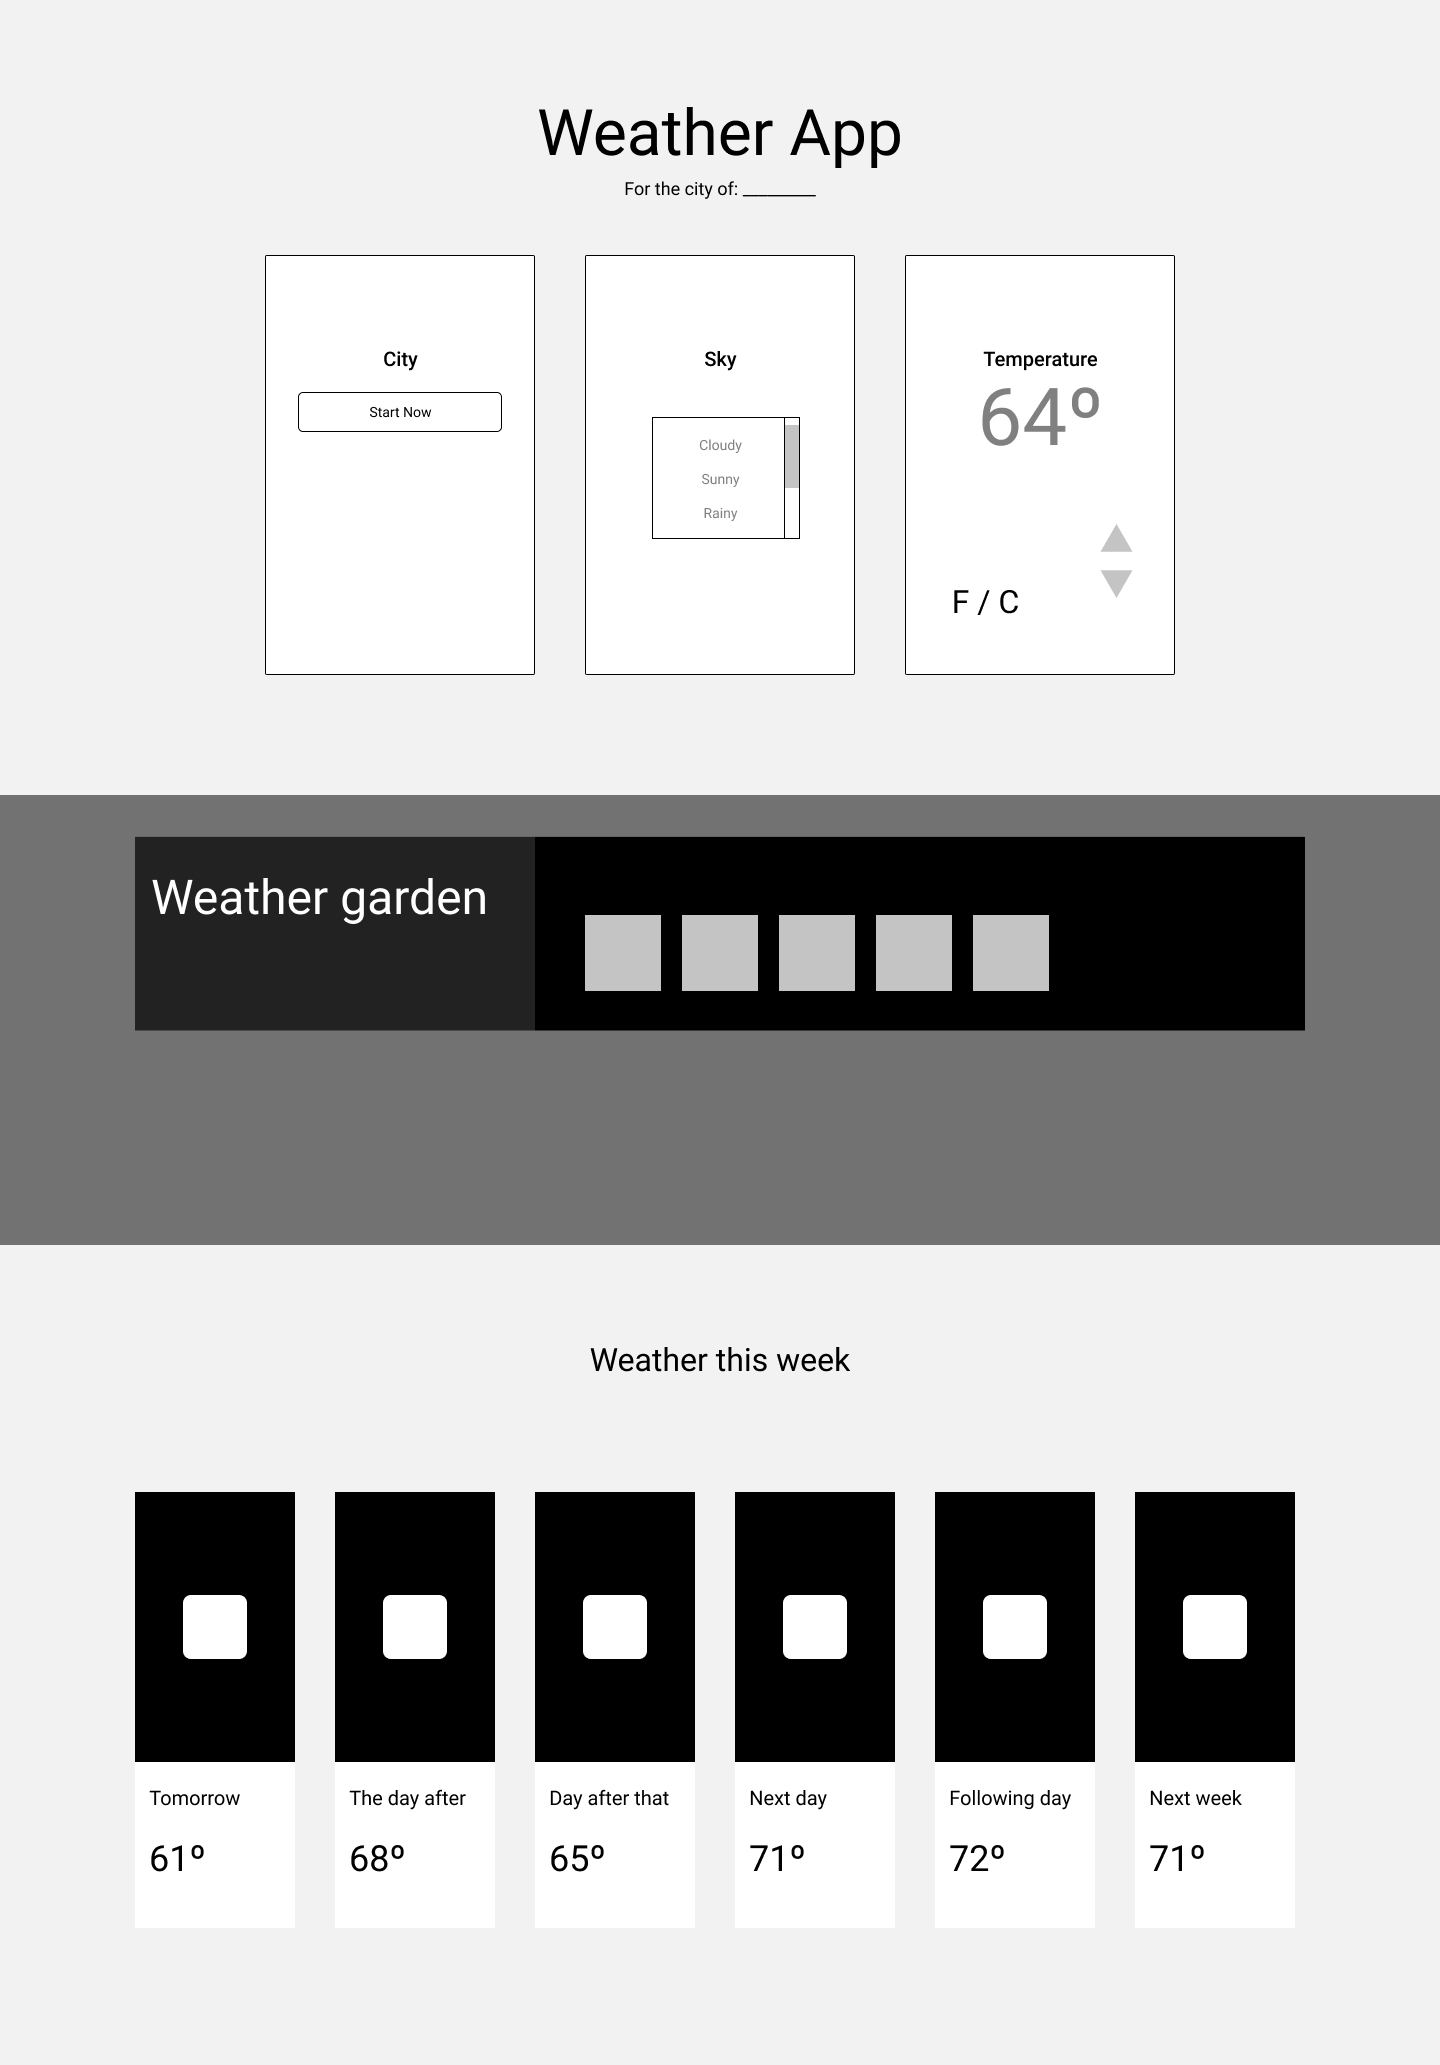 Weather App
For the city of: _________
City
Start Now
Sky
Cloudy
Sunny
Rainy
Temperature
64º
F / C
Weather garden
Weather this week
Tomorrow
61º
The day after
68º
Day after that
65º
Next day
71º
Following day
72º
Next week
71º